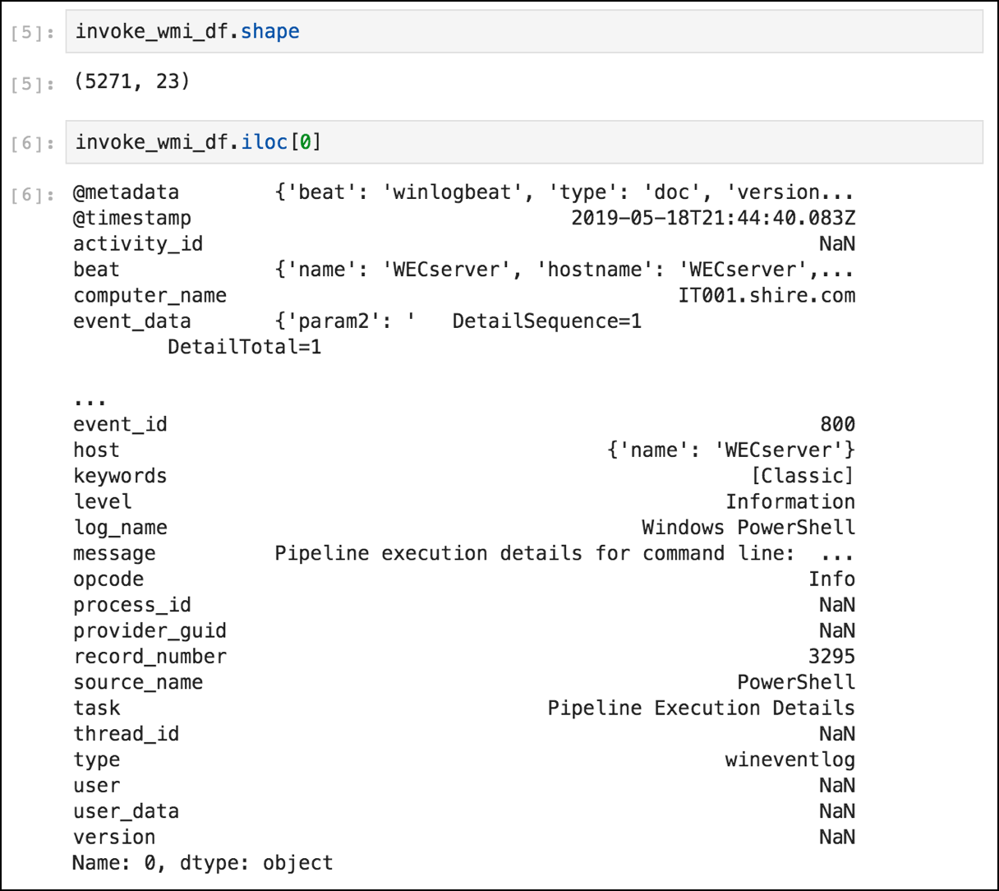 [5]: invoke_wmi_df.shape
[5]: (5271, 23)
[6]: invoke_wmi_df.iloc[0]
[6]: @metadata {'beat': 'winlogbeat', 'type': 'doc', 'version...
@timestamp 2019-05-18T21:44:40.083Z
activity_id NaN
beat {'name': 'WECserver', 'hostname': 'WECserver',...
computer_name IT001.shire.com
event_data {'param2': ' DetailSequence=1
DetailTotal=1
...
event_id 800
host {'name': 'WECserver'}
keywords [Classic]
level Information
log_name Windows PowerShell
message Pipeline execution details for command line: ...
opcode Info
process_id NaN
provider_guid NaN
record_number 3295
source_name PowerShell
task Pipeline Execution Details
thread_id NaN
type wineventlog
user NaN
user_data NaN
version NaN
Name: 0, dtype: object